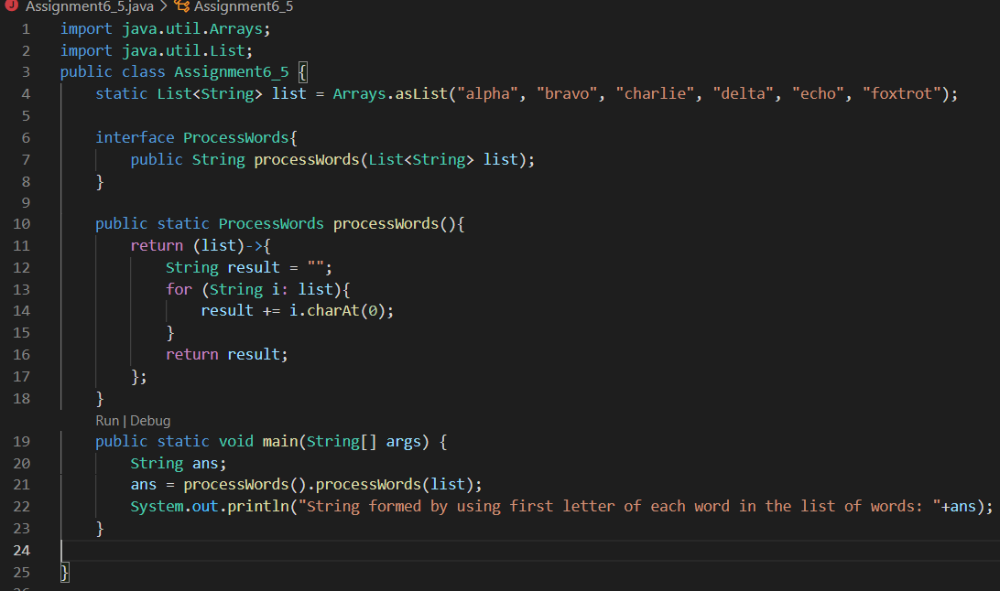 J Assignment6_5.java > Assignment6_5
1 import java.util.Arrays;
2 import java.util.List;
3 public class Assignment6_5 {
4     static List<String> list = Arrays.asList("alpha", "bravo", "charlie", "delta", "echo", "foxtrot");
5
6     interface ProcessWords{
7         public String processWords(List<String> list);
8     }
9
10     public static ProcessWords processWords(){
11         return (list)->{
12             String result = "";
13             for (String i: list){
14                 result += i.charAt(0);
15             }
16             return result;
17         };
18     }
Run | Debug
19     public static void main(String[] args) {
20         String ans;
21         ans = processWords().processWords(list);
22         System.out.println("String formed by using first letter of each word in the list of words: "+ans);
23     }
24
25 }